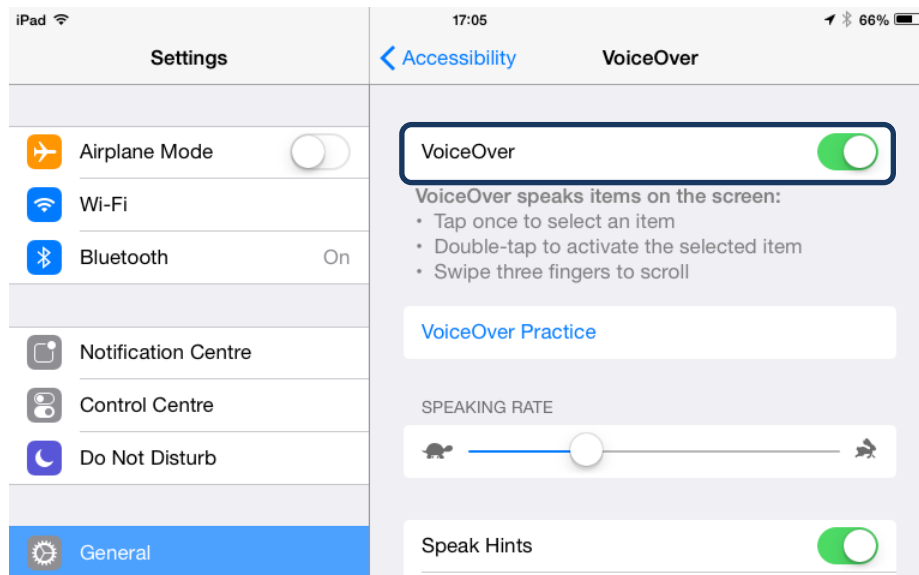 iPad
17:05
66%
Settings
Accessibility
VoiceOver
Airplane Mode
Wi-Fi
Bluetooth On
Notification Centre
Control Centre
Do Not Disturb
General
VoiceOver
VoiceOver speaks items on the screen:
• Tap once to select an item
• Double-tap to activate the selected item
• Swipe three fingers to scroll
VoiceOver Practice
SPEAKING RATE
Speak Hints